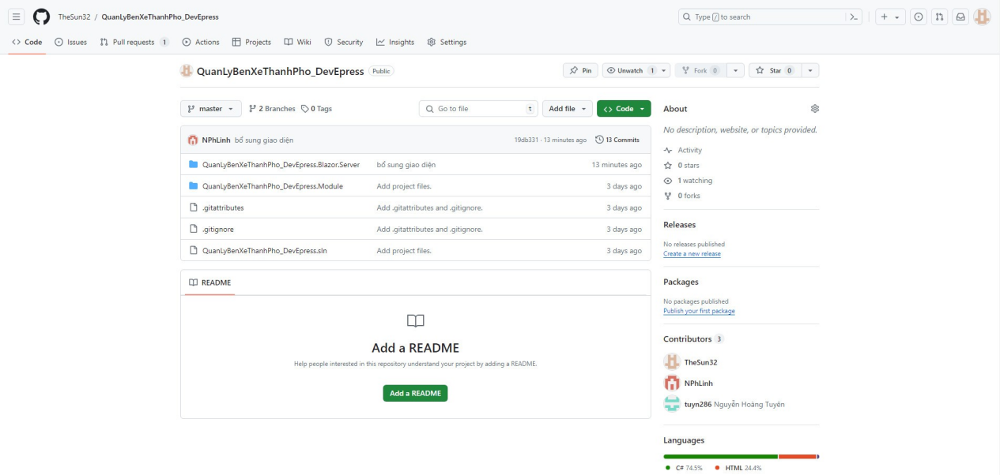 TheSun32 / QuanLyBenXeThanhPho_DevEpress
Type / to search
Code Issues Pull requests 1 Actions Projects Wiki Security Insights Settings
QuanLyBenXeThanhPho_DevEpress Public
Pin Unwatch 1 Fork 0 Star 0
master 2 Branches 0 Tags Go to file t Add file Code
NPhLinh bổ sung giao diện 19db331 · 13 minutes ago 13 Commits
QuanLyBenXeThanhPho_DevEpress.Blazor.Server bổ sung giao diện 13 minutes ago
QuanLyBenXeThanhPho_DevEpress.Module Add project files. 3 days ago
.gitattributes Add .gitattributes and .gitignore. 3 days ago
.gitignore Add .gitattributes and .gitignore. 3 days ago
QuanLyBenXeThanhPho_DevEpress.sln Add project files. 3 days ago
README
Add a README
Help people interested in this repository understand your project by adding a README.
Add a README
About
No description, website, or topics provided.
Activity
0 stars
1 watching
0 forks
Releases
No releases published
Create a new release
Packages
No packages published
Publish your first package
Contributors 3
TheSun32
NPhLinh
tuyn286 Nguyễn Hoàng Tuyên
Languages
C# 74.5% HTML 24.4%